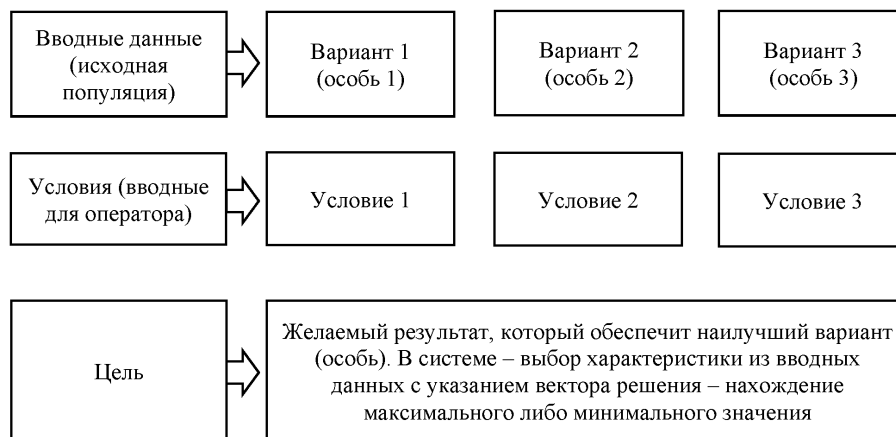 Вводные данные
(исходная
популяция)
Вариант 1
(особь 1)
Вариант 2
(особь 2)
Вариант 3
(особь 3)
Условия (вводные
для оператора)
Условие 1
Условие 2
Условие 3
Цель
Желаемый результат, который обеспечит наилучший вариант
(особь). В системе – выбор характеристики из вводных
данных с указанием вектора решения – нахождение
максимального либо минимального значения